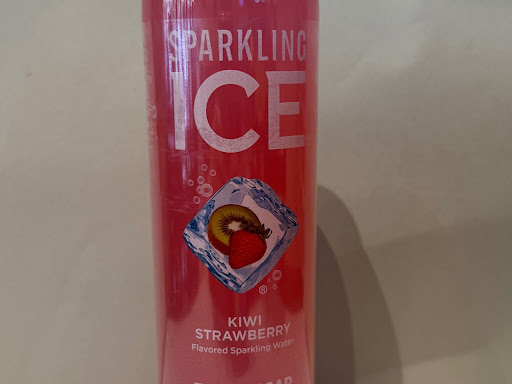 SPARKLING
ICE
®
KIWI
STRAWBERRY
Flavored Sparkling Water